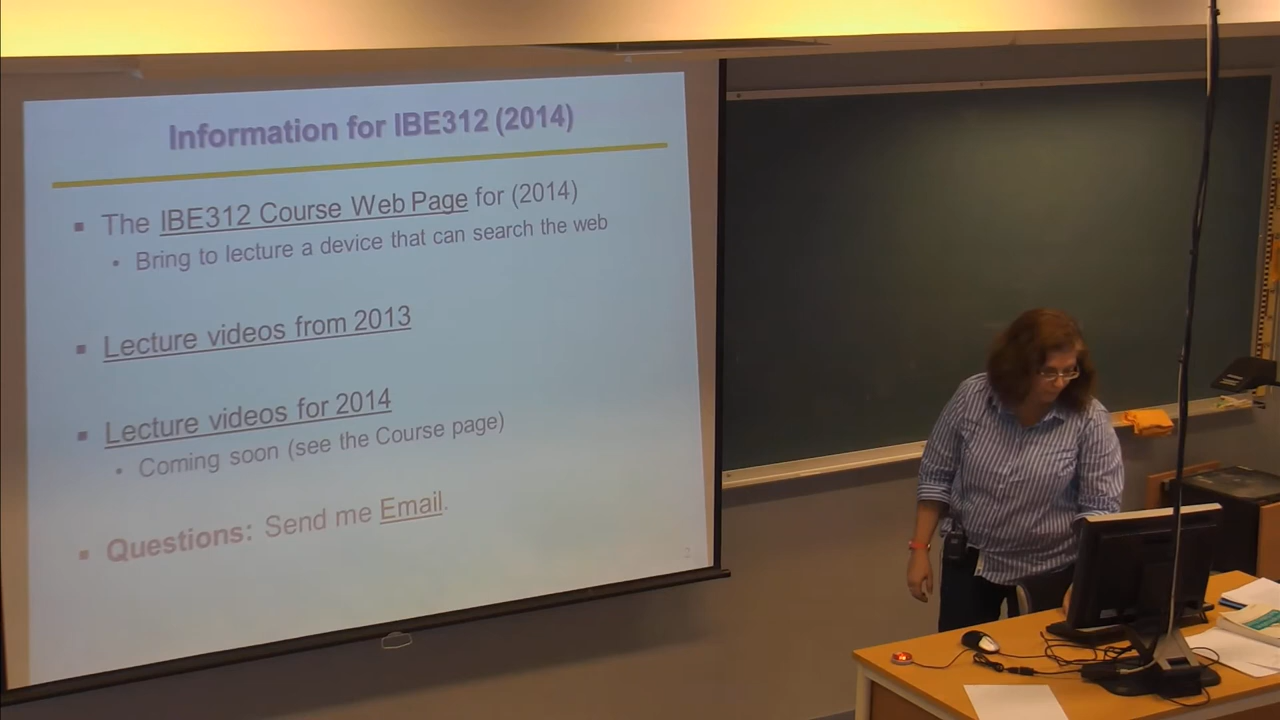 Information for IBE312 (2014)
The IBE312 Course Web Page for (2014)
Bring to lecture a device that can search the web
Lecture videos from 2013
Lecture videos for 2014
Coming soon (see the Course page)
Questions: Send me Email.
2